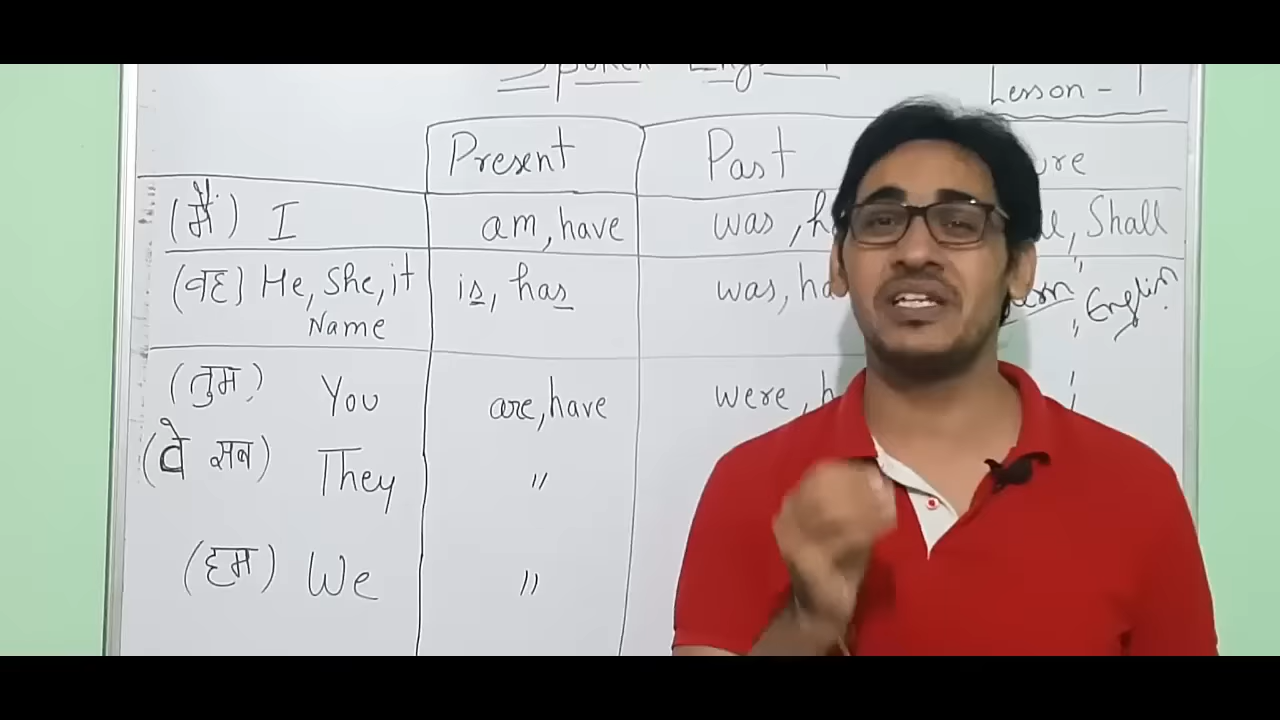 Spoken
Lesson - 1
Present Past
(मैं) I am, have was, Shall
(वह) He, She, it is, has was, English
Name
(तुम) You are, have were,
(वे सब) They "
(हम) We "